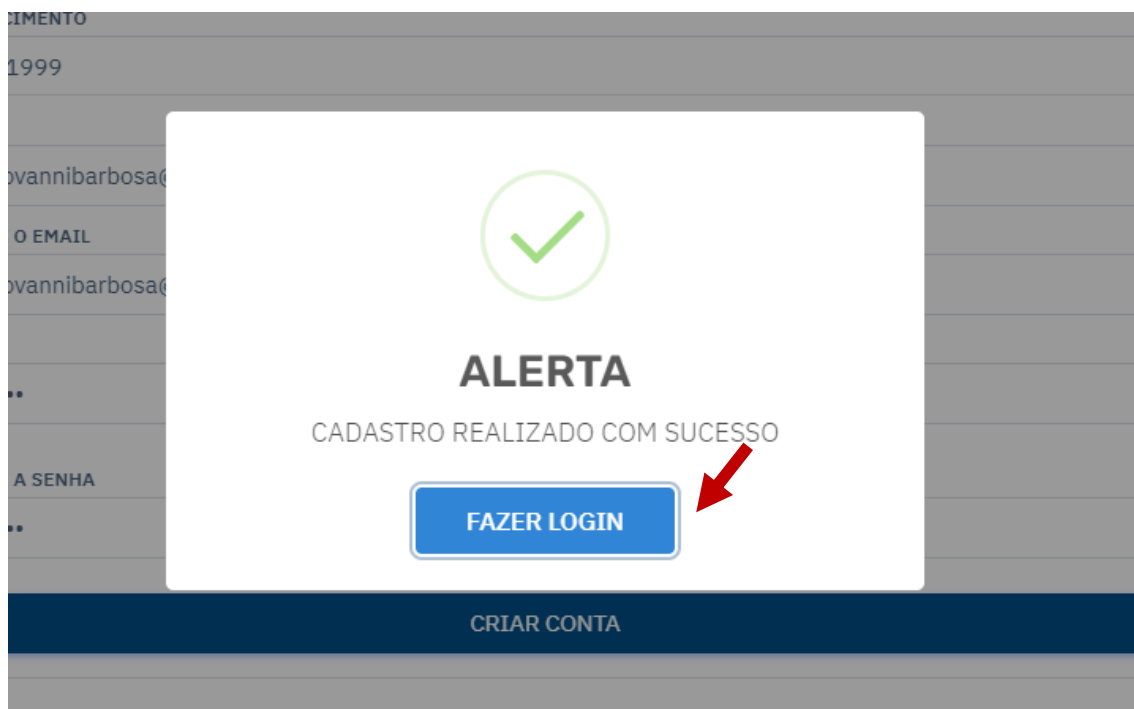 CIMENTO
1999
ovannibarbosa@
O EMAIL
ovannibarbosa@
ALERTA
CADASTRO REALIZADO COM SUCESSO
A SENHA
FAZER LOGIN
CRIAR CONTA